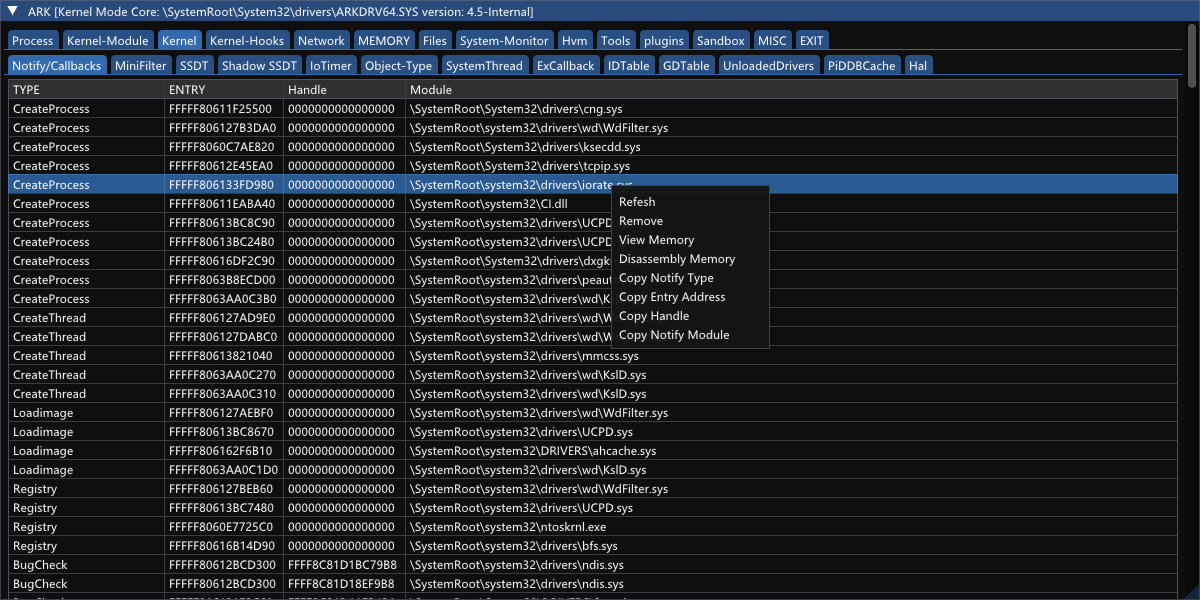 ARK [Kernel Mode Core: \SystemRoot\System32\drivers\ARKDRV64.SYS version: 4.5-Internal]
Process Kernel-Module Kernel Kernel-Hooks Network MEMORY Files System-Monitor Hvm Tools plugins Sandbox MISC EXIT
Notify/Callbacks MiniFilter SSDT Shadow SSDT IoTimer Object-Type SystemThread ExCallback IDTable GDTable UnloadedDrivers PiDDBCache Hal
TYPE ENTRY Handle Module
CreateProcess FFFFF80611F25500 0000000000000000 \SystemRoot\System32\drivers\cng.sys
CreateProcess FFFFF806127B3DA0 0000000000000000 \SystemRoot\system32\drivers\wd\WdFilter.sys
CreateProcess FFFFF8060C7AE820 0000000000000000 \SystemRoot\System32\drivers\ksecdd.sys
CreateProcess FFFFF80612E45EA0 0000000000000000 \SystemRoot\System32\drivers\tcpip.sys
CreateProcess FFFFF806133FD980 0000000000000000 \SystemRoot\system32\drivers\iorate.sys
CreateProcess FFFFF80611EABA40 0000000000000000 \SystemRoot\system32\CI.dll
CreateProcess FFFFF80613BC8C90 0000000000000000 \SystemRoot\system32\drivers\UCPD
CreateProcess FFFFF80613BC24B0 0000000000000000 \SystemRoot\system32\drivers\UCPD
CreateProcess FFFFF80616DF2C90 0000000000000000 \SystemRoot\System32\drivers\dxgk
CreateProcess FFFFF8063B8ECD00 0000000000000000 \SystemRoot\system32\drivers\peaut
CreateProcess FFFFF8063AA0C3B0 0000000000000000 \SystemRoot\system32\drivers\wd\K
CreateThread FFFFF806127AD9E0 0000000000000000 \SystemRoot\system32\drivers\wd\W
CreateThread FFFFF806127DABC0 0000000000000000 \SystemRoot\system32\drivers\wd\W
CreateThread FFFFF80613821040 0000000000000000 \SystemRoot\system32\drivers\mmcss.sys
CreateThread FFFFF8063AA0C270 0000000000000000 \SystemRoot\system32\drivers\wd\KslD.sys
CreateThread FFFFF8063AA0C310 0000000000000000 \SystemRoot\system32\drivers\wd\KslD.sys
Loadimage FFFFF806127AEBF0 0000000000000000 \SystemRoot\system32\drivers\wd\WdFilter.sys
Loadimage FFFFF80613BC8670 0000000000000000 \SystemRoot\system32\drivers\UCPD.sys
Loadimage FFFFF806162F6B10 0000000000000000 \SystemRoot\system32\DRIVERS\ahcache.sys
Loadimage FFFFF8063AA0C1D0 0000000000000000 \SystemRoot\system32\drivers\wd\KslD.sys
Registry FFFFF806127BEB60 0000000000000000 \SystemRoot\system32\drivers\wd\WdFilter.sys
Registry FFFFF80613BC7480 0000000000000000 \SystemRoot\system32\drivers\UCPD.sys
Registry FFFFF8060E7725C0 0000000000000000 \SystemRoot\system32\ntoskrnl.exe
Registry FFFFF80616B14D90 0000000000000000 \SystemRoot\system32\drivers\bfs.sys
BugCheck FFFFF80612BCD300 FFFF8C81D1BC79B8 \SystemRoot\system32\drivers\ndis.sys
BugCheck FFFFF80612BCD300 FFFF8C81D18EF9B8 \SystemRoot\system32\drivers\ndis.sys
Refesh
Remove
View Memory
Disassembly Memory
Copy Notify Type
Copy Entry Address
Copy Handle
Copy Notify Module